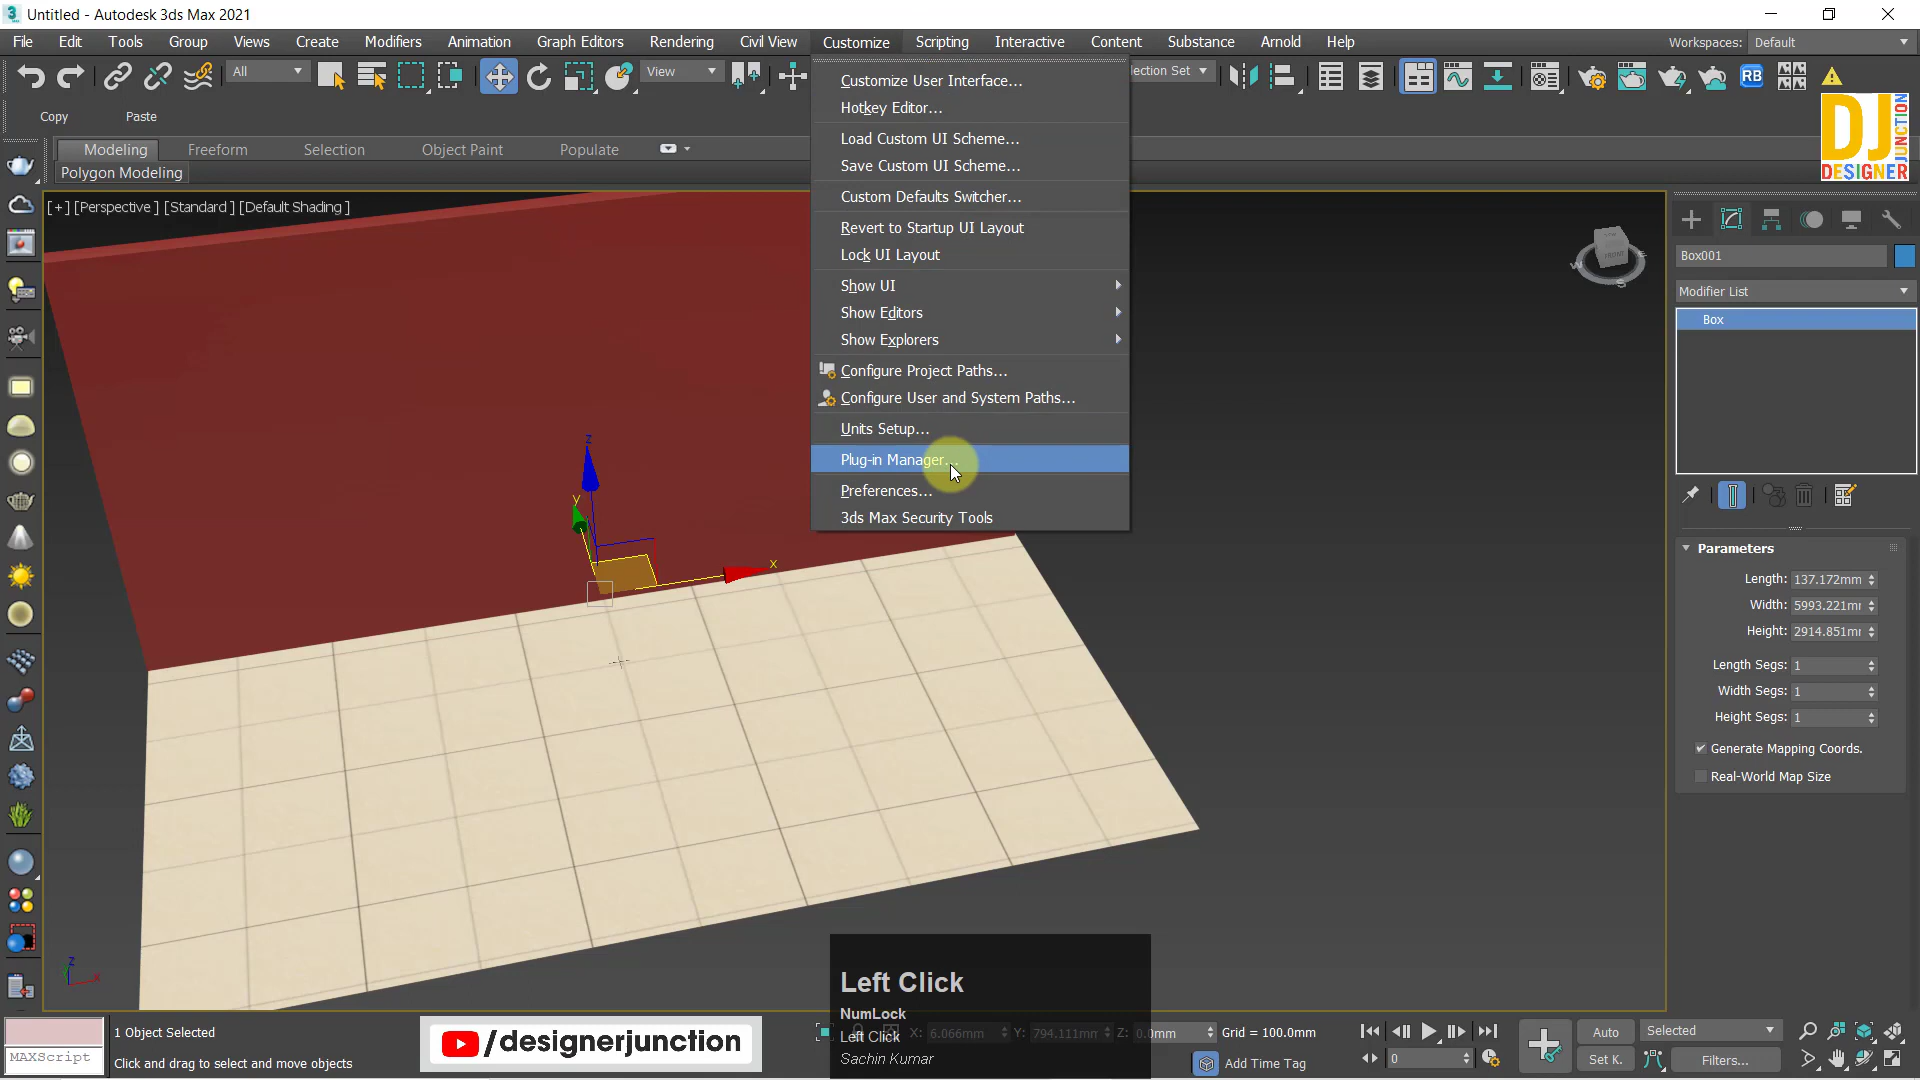 Untitled - Autodesk 3ds Max 2021
File Edit Tools Group Views Create Modifiers Animation Graph Editors Rendering Civil View Customize Scripting Interactive Content Substance Arnold Help Workspaces: Default
All View ection Set RB
Copy Paste
Modeling Freeform Selection Object Paint Populate
Polygon Modeling
DJ
DESIGNER
JUNCTION
[+] [Perspective ] [Standard ] [Default Shading ]
Customize User Interface...
Hotkey Editor...
Load Custom UI Scheme...
Save Custom UI Scheme...
Custom Defaults Switcher...
Revert to Startup UI Layout
Lock UI Layout
Show UI
Show Editors
Show Explorers
Configure Project Paths...
Configure User and System Paths...
Units Setup...
Plug-in Manager...
Preferences...
3ds Max Security Tools
FRONT
W
S
z
y
x
z
x
Box001
Modifier List
Box
Parameters
Length: 137.172mm
Width: 5993.221mr
Height: 2914.851mr
Length Segs: 1
Width Segs: 1
Height Segs: 1
Generate Mapping Coords.
Real-World Map Size
Left Click
NumLock
Left Click
Sachin Kumar
MAXScript
1 Object Selected
Click and drag to select and move objects
/designerjunction
X: 6.066mm Y: 794.111mm Z: 0.0mm Grid = 100.0mm
Add Time Tag
0
Auto Selected
Set K. Filters...